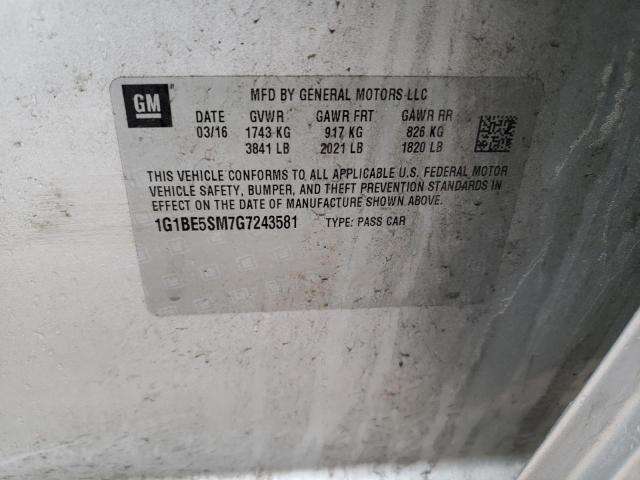 GM
MFD BY GENERAL MOTORS LLC
DATE GVWR GAWR FRT GAWR RR
03/16 1743 KG 917 KG 826 KG
3841 LB 2021 LB 1820 LB
THIS VEHICLE CONFORMS TO ALL APPLICABLE U.S. FEDERAL MOTOR
VEHICLE SAFETY, BUMPER, AND THEFT PREVENTION STANDARDS IN
EFFECT ON THE DATE OF MANUFACTURE SHOWN ABOVE.
1G1BE5SM7G7243581 TYPE: PASS CAR